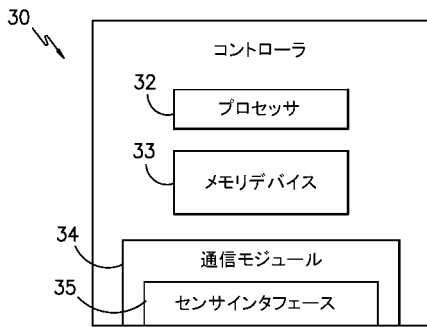 30
コントローラ
32
プロセッサ
33
メモリデバイス
34
通信モジュール
35
センサインタフェース